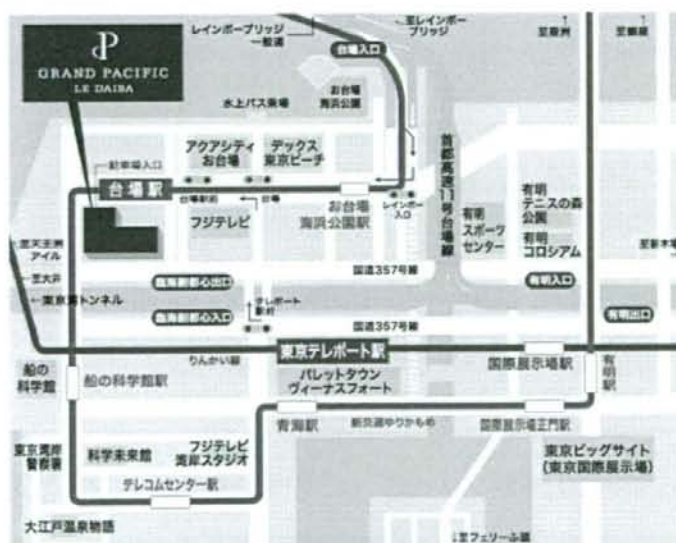 GRAND PACIFIC
LE DAIBA
レインボーブリッジ
一般道
至レインボー
ブリッジ
台場入口
至豊洲
至銀座
水上バス乗場
お台場
海浜公園
アクアシティ
お台場
デックス
東京ビーチ
駐車場入口
台場駅
台場駅前
台場
お台場
海浜公園駅
レインボー
入口
フジテレビ
首都高速11号台場線
有明
スポーツ
センター
有明
テニスの森
公園
有明
コロシアム
至新木場
至天王洲
アイル
至大井
東京湾トンネル
臨海副都心出口
国道357号線
有明入口
臨海副都心入口
テレポート
駅前
国道357号線
有明出口
東京テレポート駅
りんかい線
国際展示場駅
有明駅
船の
科学館
船の科学館駅
パレットタウン
ヴィーナスフォート
青海駅
新交通ゆりかもめ
国際展示場正門駅
東京湾岸
警察署
科学未来館
フジテレビ
湾岸スタジオ
東京ビッグサイト
(東京国際展示場)
テレコムセンター駅
大江戸温泉物語
至フェリーふ頭